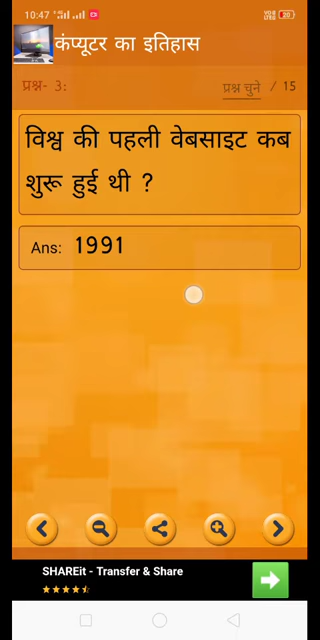 10:47
20
कंप्यूटर का इतिहास
प्रश्न- 3:
प्रश्न चुने / 15
विश्व की पहली वेबसाइट कब
शुरू हुई थी ?
Ans: 1991
SHAREit - Transfer & Share